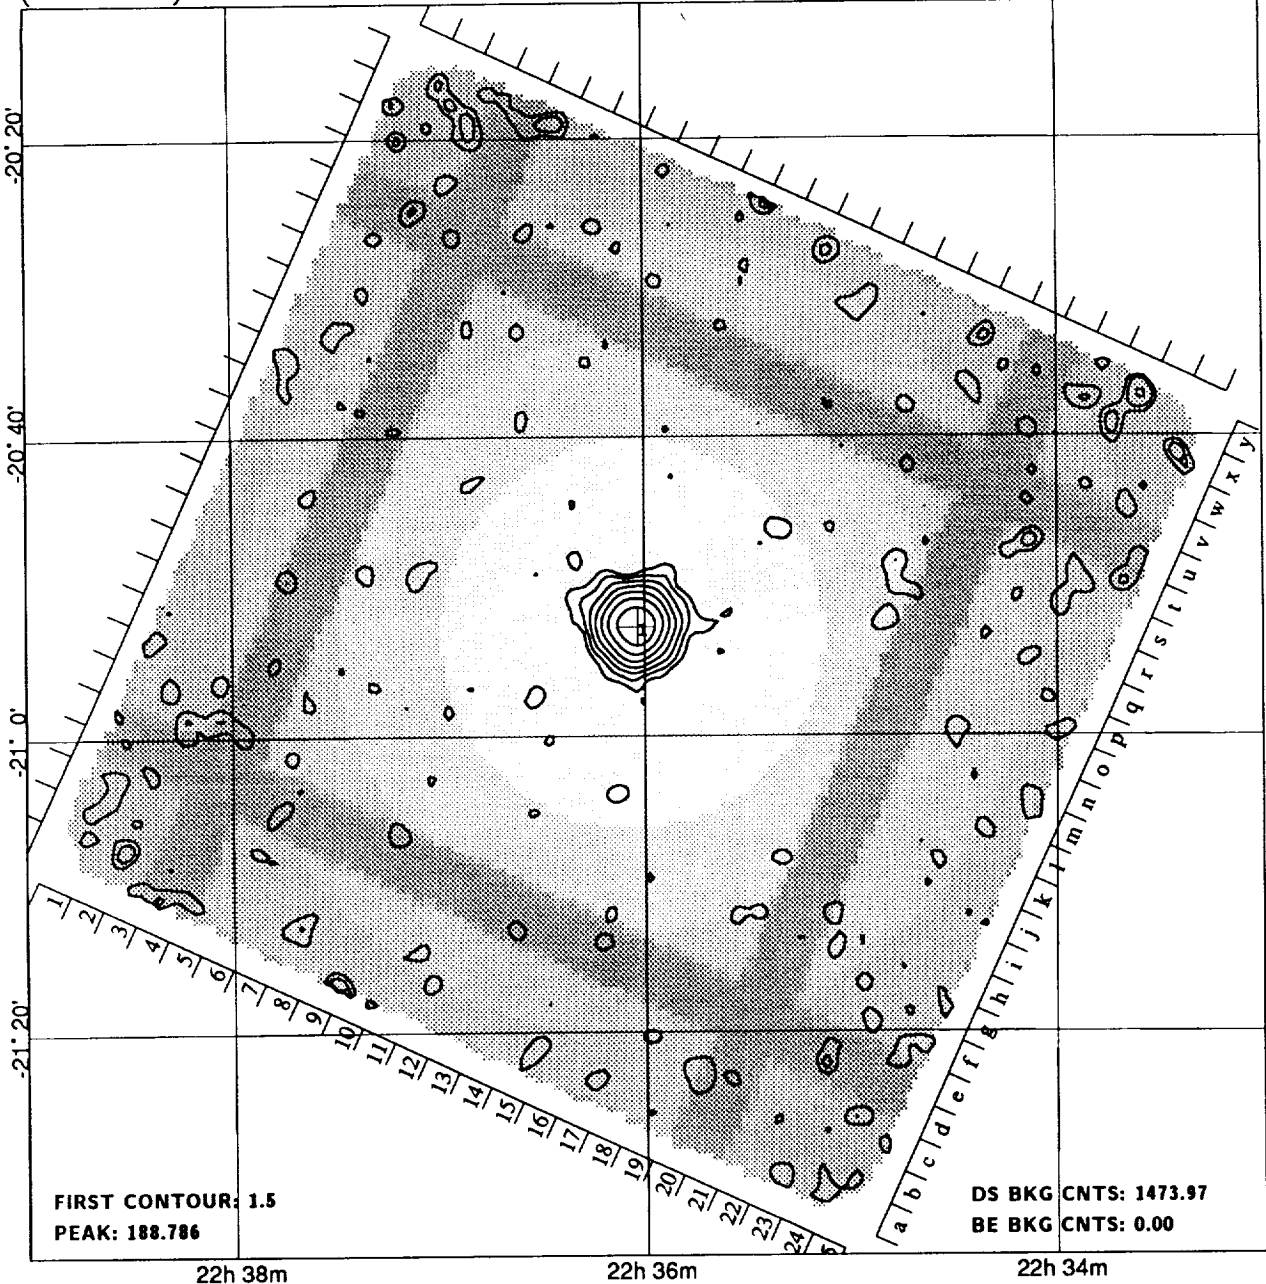 -20° 20'
-20° 40'
-21° 0'
-21° 20'
1 2 3 4 5 6 7 8 9 10 11 12 13 14 15 16 17 18 19 20 21 22 23 24
a b c d e f g h i j k l m n o p q r s t u v w x y
FIRST CONTOUR: 1.5
PEAK: 188.786
DS BKG CNTS: 1473.97
BE BKG CNTS: 0.00
22h 38m
22h 36m
22h 34m